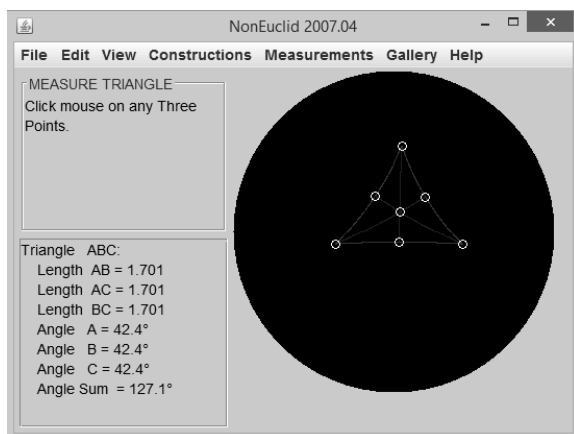 NonEuclid 2007.04
File Edit View Constructions Measurements Gallery Help
MEASURE TRIANGLE
Click mouse on any Three
Points.
Triangle ABC:
Length AB = 1.701
Length AC = 1.701
Length BC = 1.701
Angle A = 42.4°
Angle B = 42.4°
Angle C = 42.4°
Angle Sum = 127.1°